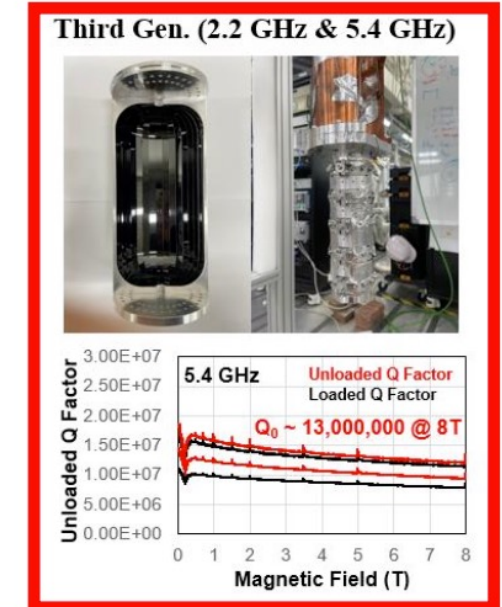 Third Gen. (2.2 GHz & 5.4 GHz)
3.00E+07
2.50E+07
2.00E+07
1.50E+07
1.00E+07
5.00E+06
0.00E+00
Unloaded Q Factor
5.4 GHz
Unloaded Q Factor
Loaded Q Factor
Q₀ ~ 13,000,000 @ 8T
0 1 2 3 4 5 6 7 8
Magnetic Field (T)